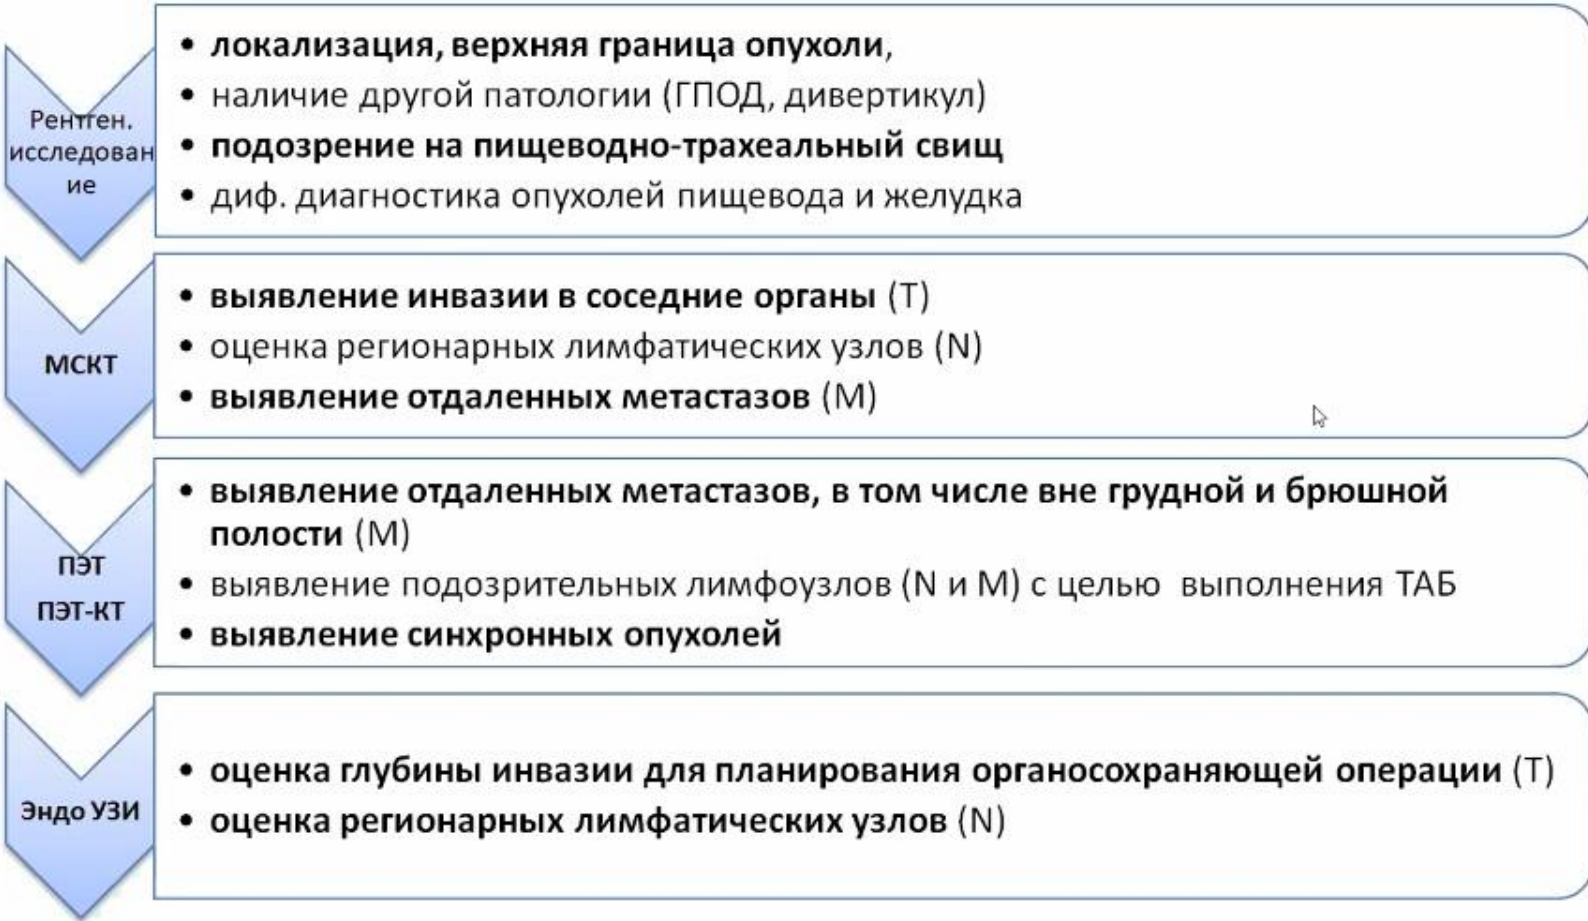 Рентген.
исследован
ие
• локализация, верхняя граница опухоли,
• наличие другой патологии (ГПОД, дивертикул)
• подозрение на пищеводно-трахеальный свищ
• диф. диагностика опухолей пищевода и желудка
МСКТ
• выявление инвазии в соседние органы (Т)
• оценка регионарных лимфатических узлов (N)
• выявление отдаленных метастазов (М)
ПЭТ
ПЭТ-КТ
• выявление отдаленных метастазов, в том числе вне грудной и брюшной
полости (М)
• выявление подозрительных лимфоузлов (N и М) с целью выполнения ТАБ
• выявление синхронных опухолей
Эндо УЗИ
• оценка глубины инвазии для планирования органосохраняющей операции (Т)
• оценка регионарных лимфатических узлов (N)